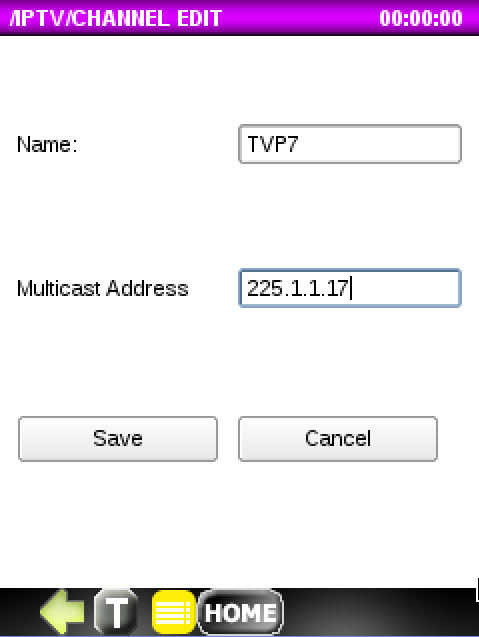 /IPTV/CHANNEL EDIT 00:00:00
Name: TVP7
Multicast Address 225.1.1.17
Save Cancel
T HOME